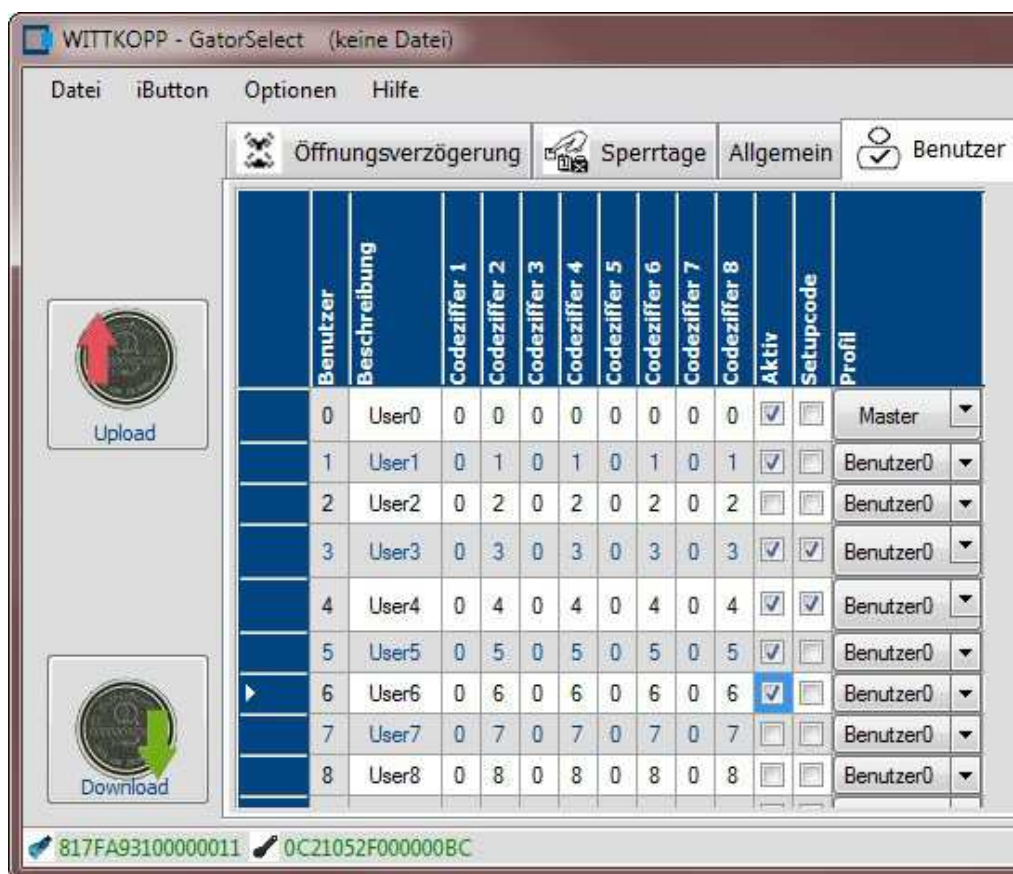 WITTKOPP - GatorSelect (keine Datei)
Datei iButton Optionen Hilfe
Öffnungsverzögerung Sperrtage Allgemein Benutzer
Benutzer Beschreibung Codeziffer 1 Codeziffer 2 Codeziffer 3 Codeziffer 4 Codeziffer 5 Codeziffer 6 Codeziffer 7 Codeziffer 8 Aktiv Setupcode Profil
0 User0 0 0 0 0 0 0 0 0 Master
1 User1 0 1 0 1 0 1 0 1 Benutzer0
2 User2 0 2 0 2 0 2 0 2 Benutzer0
3 User3 0 3 0 3 0 3 0 3 Benutzer0
4 User4 0 4 0 4 0 4 0 4 Benutzer0
5 User5 0 5 0 5 0 5 0 5 Benutzer0
6 User6 0 6 0 6 0 6 0 6 Benutzer0
7 User7 0 7 0 7 0 7 0 7 Benutzer0
8 User8 0 8 0 8 0 8 0 8 Benutzer0
Upload
Download
817FA93100000011 0C21052F000000BC